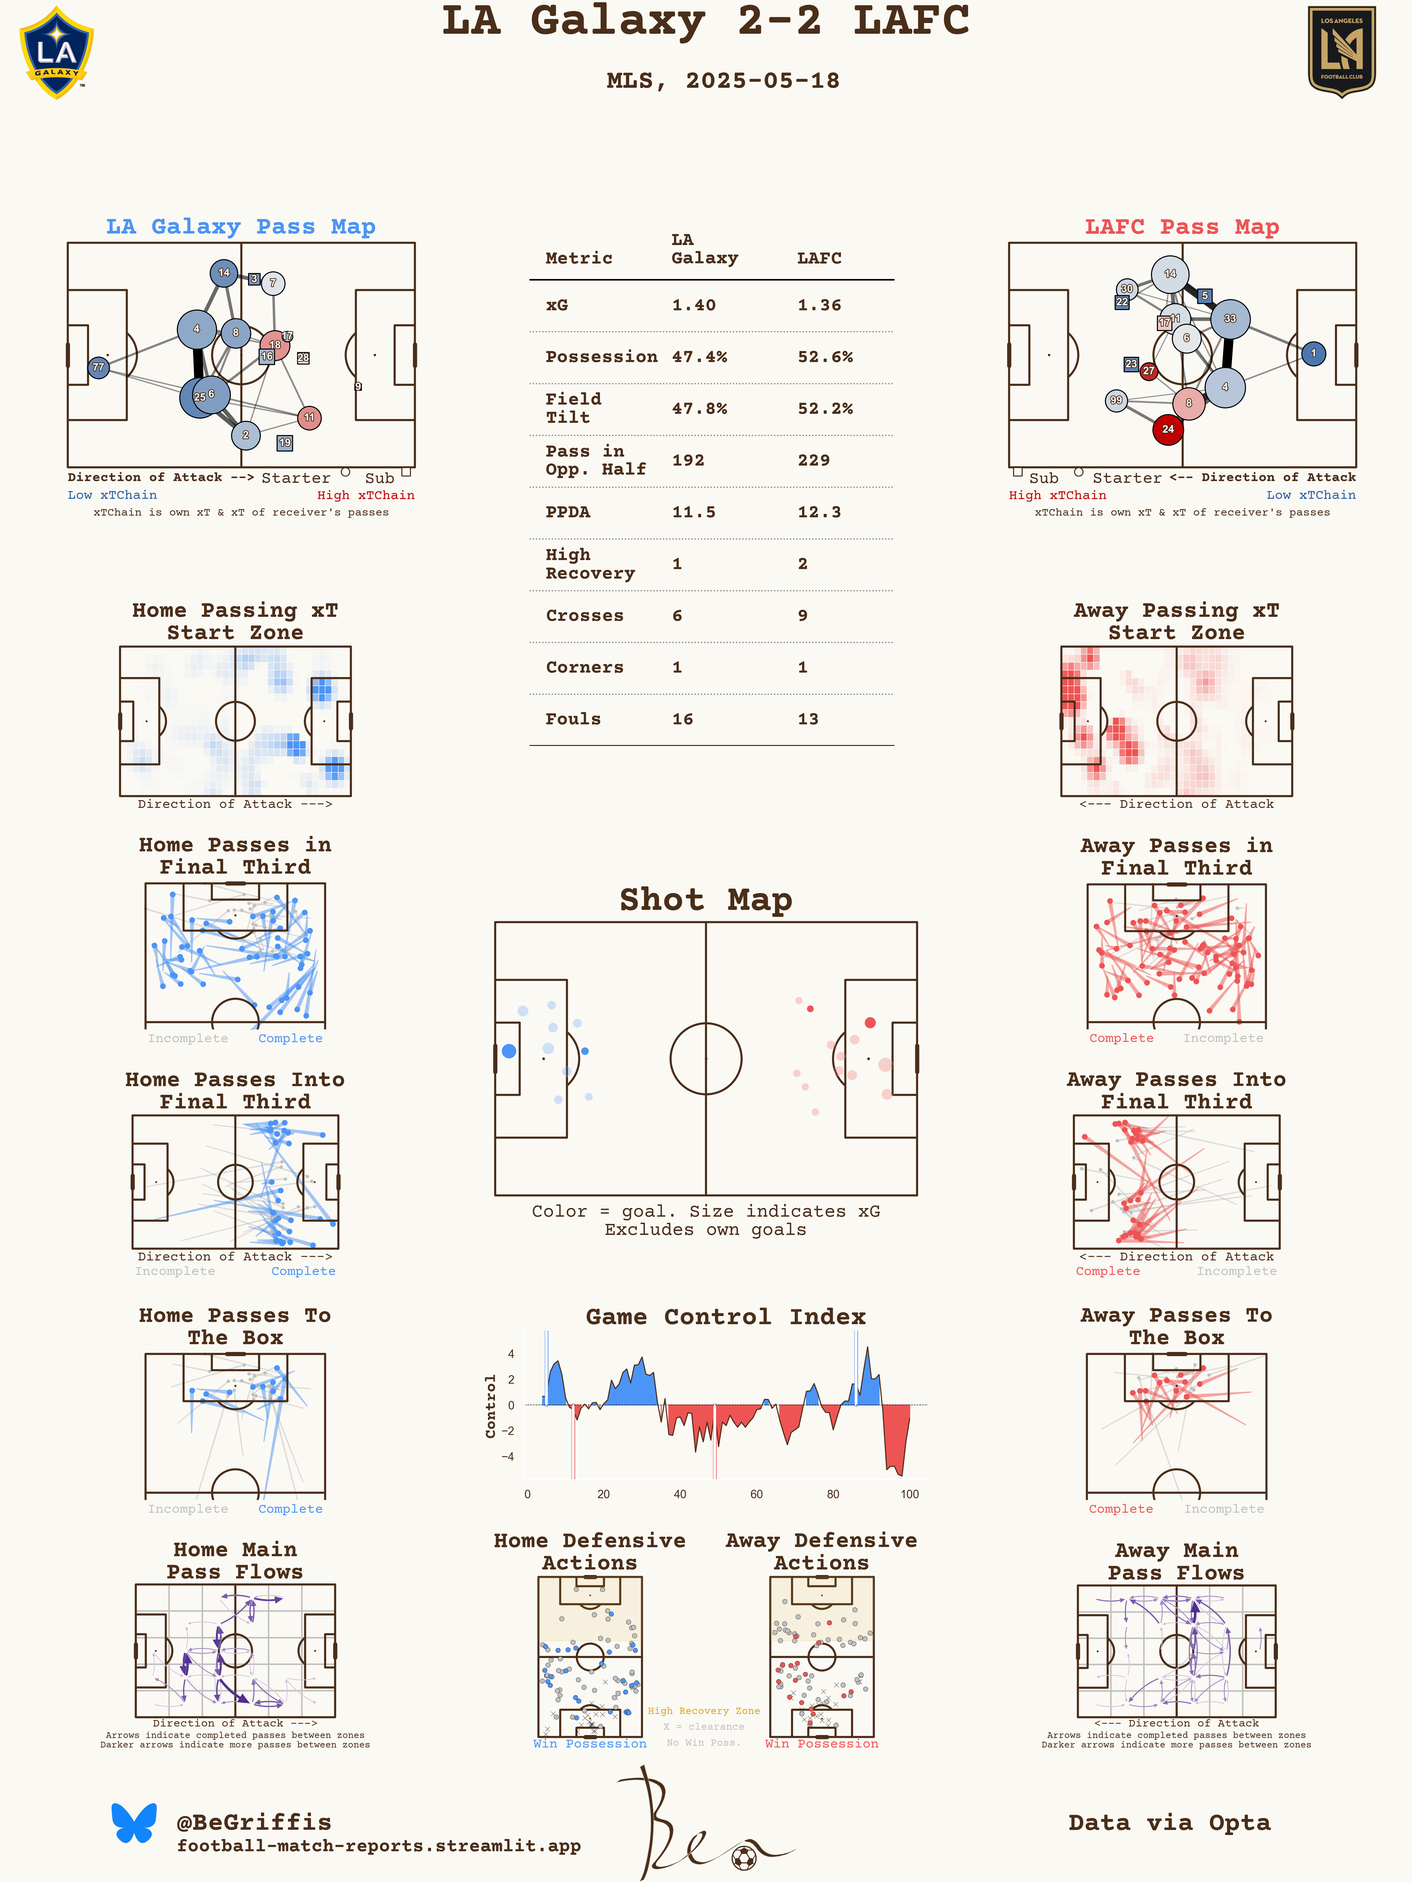 LA Galaxy 2-2 LAFC
MLS, 2025-05-18
LA
GALAXY
™
LOS ANGELES
LA
FOOTBALL CLUB
LA Galaxy Pass Map
14
3
7
4
8
18
17
16
28
77
9
25
6
11
2
19
Direction of Attack --> Starter Sub
Low xTChain High xTChain
xTChain is own xT & xT of receiver's passes
Metric LA Galaxy LAFC
xG 1.40 1.36
Possession 47.4% 52.6%
Field Tilt 47.8% 52.2%
Pass in Opp. Half 192 229
PPDA 11.5 12.3
High Recovery 1 2
Crosses 6 9
Corners 1 1
Fouls 16 13
LAFC Pass Map
14
30
22
5
17
11
33
6
1
23
27
4
99
8
24
Sub Starter <-- Direction of Attack
High xTChain Low xTChain
xTChain is own xT & xT of receiver's passes
Home Passing xT
Start Zone
Direction of Attack --->
Away Passing xT
Start Zone
<--- Direction of Attack
Home Passes in
Final Third
Incomplete Complete
Away Passes in
Final Third
Complete Incomplete
Shot Map
Color = goal. Size indicates xG
Excludes own goals
Home Passes Into
Final Third
Direction of Attack --->
Incomplete Complete
Away Passes Into
Final Third
<--- Direction of Attack
Complete Incomplete
Home Passes To
The Box
Incomplete Complete
Game Control Index
Control
4
2
0
−2
−4
0 20 40 60 80 100
Away Passes To
The Box
Complete Incomplete
Home Main
Pass Flows
Direction of Attack --->
Arrows indicate completed passes between zones
Darker arrows indicate more passes between zones
Home Defensive
Actions
Win Possession
Away Defensive
Actions
Win Possession
High Recovery Zone
X = clearance
No Win Poss.
Away Main
Pass Flows
<--- Direction of Attack
Arrows indicate completed passes between zones
Darker arrows indicate more passes between zones
@BeGriffis
football-match-reports.streamlit.app
Ben
Data via Opta